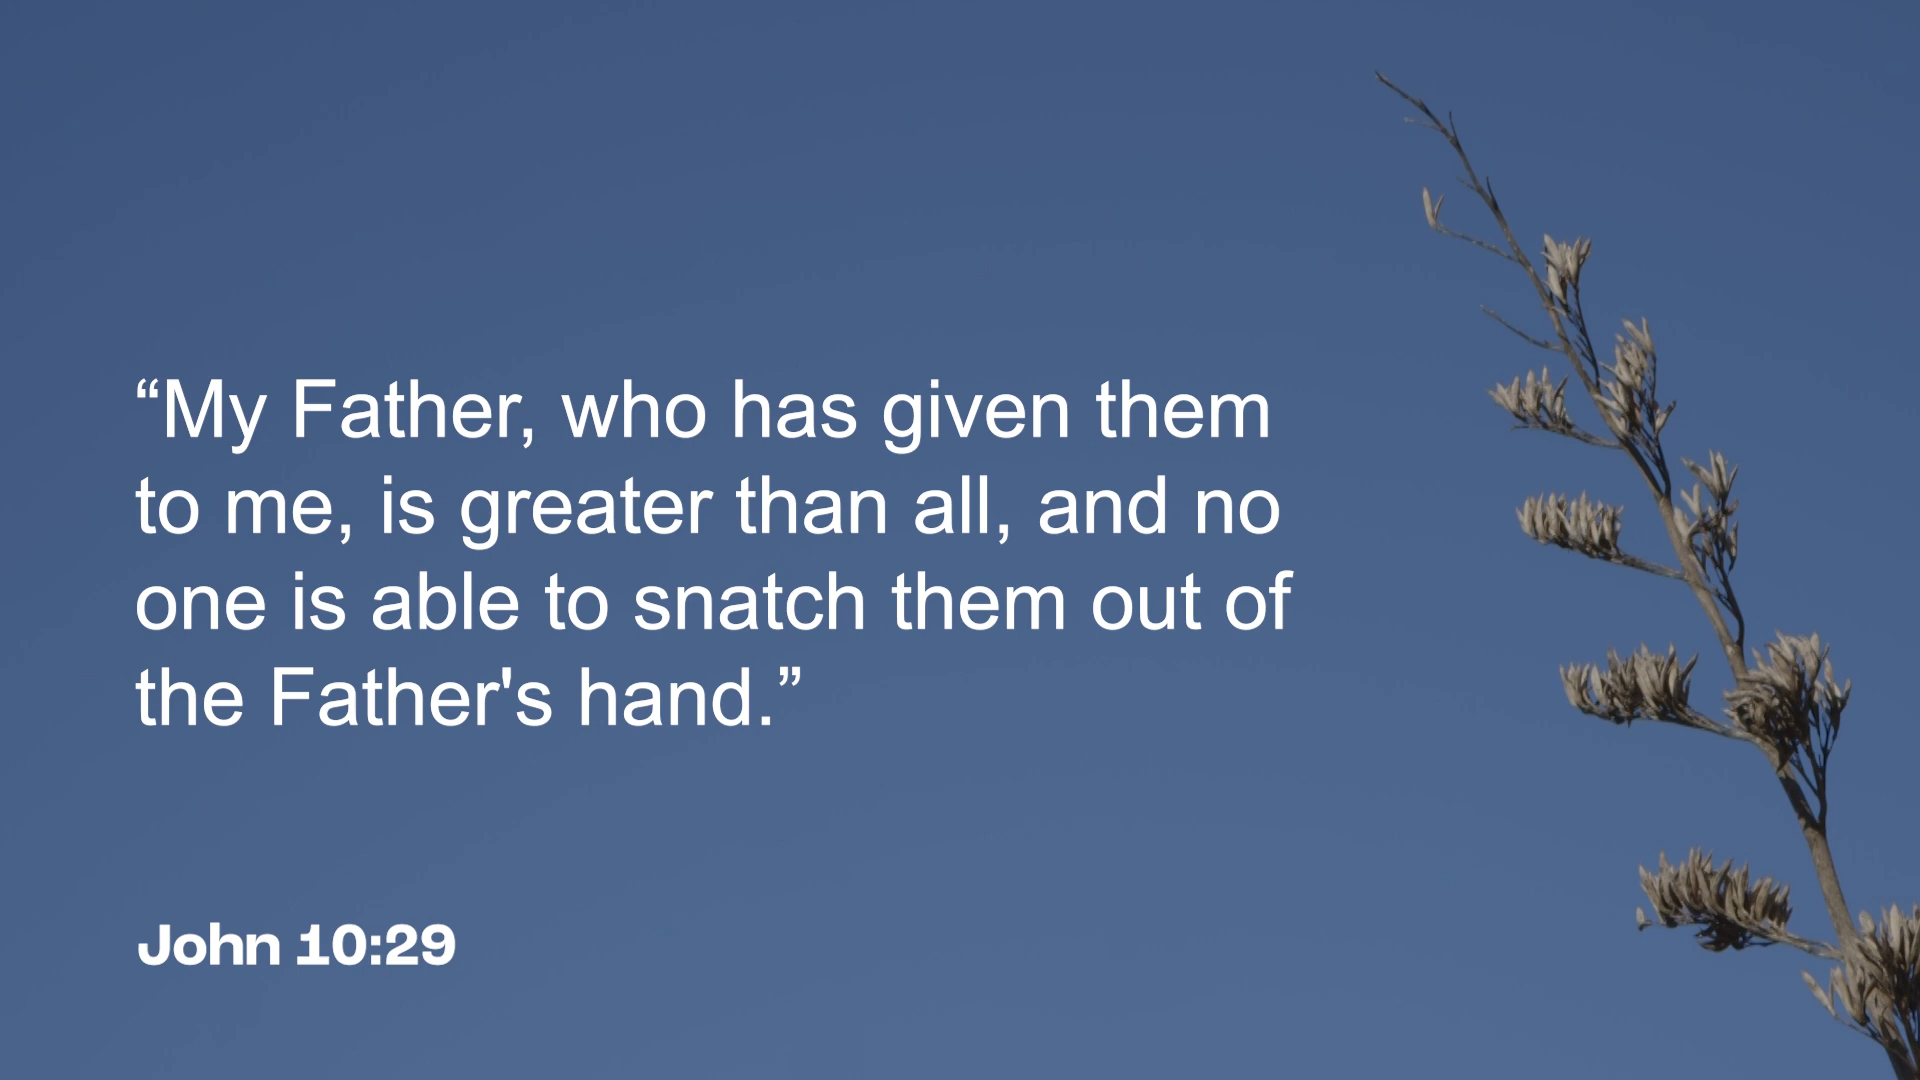 “My Father, who has given them
to me, is greater than all, and no
one is able to snatch them out of
the Father's hand.”
John 10:29